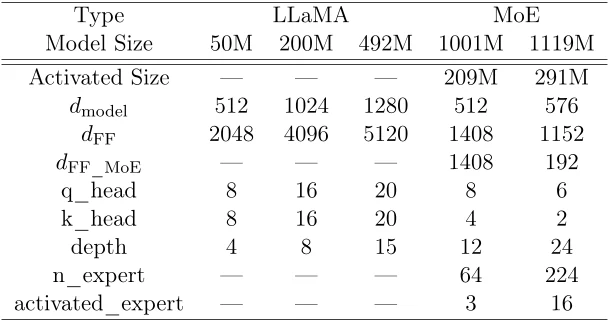 Type LLaMA MoE
Model Size 50M 200M 492M 1001M 1119M
Activated Size — — — 209M 291M
d_model 512 1024 1280 512 576
d_FF 2048 4096 5120 1408 1152
d_FF_MoE — — — 1408 192
q_head 8 16 20 8 6
k_head 8 16 20 4 2
depth 4 8 15 12 24
n_expert — — — 64 224
activated_expert — — — 3 16